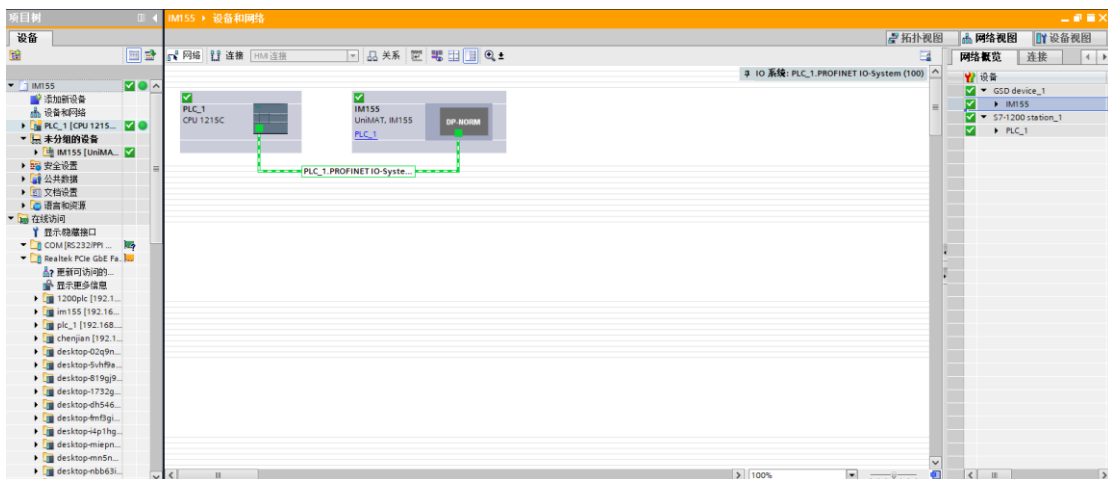 项目树
IM155 ▸ 设备和网络
设备
拓扑视图
网络视图
设备视图
网络
连接
HMI 连接
关系
网络概览
连接
IO 系统: PLC_1.PROFINET IO-System (100)
设备
IM155
添加新设备
设备和网络
PLC_1 [CPU 1215...
未分组的设备
IM155 [UniMA...
安全设置
公共数据
文档设置
语言和资源
在线访问
显示/隐藏接口
COM [RS232/PPI ...
Realtek PCIe GbE Fa...
更新可访问的...
显示更多信息
1200plc [192.1...
im155 [192.16...
plc_1 [192.168....
chenjian [192.1...
desktop-02q9n...
desktop-5vhf9a...
desktop-819gj9...
desktop-1732g...
desktop-dh546...
desktop-fmf3gi...
desktop-i4p1hg...
desktop-miepn...
desktop-mn5n...
desktop-nbb63i...
PLC_1
CPU 1215C
IM155
UniMAT, IM155
PLC_1
DP-NORM
PLC_1.PROFINET IO-Syste...
GSD device_1
IM155
S7-1200 station_1
PLC_1
100%